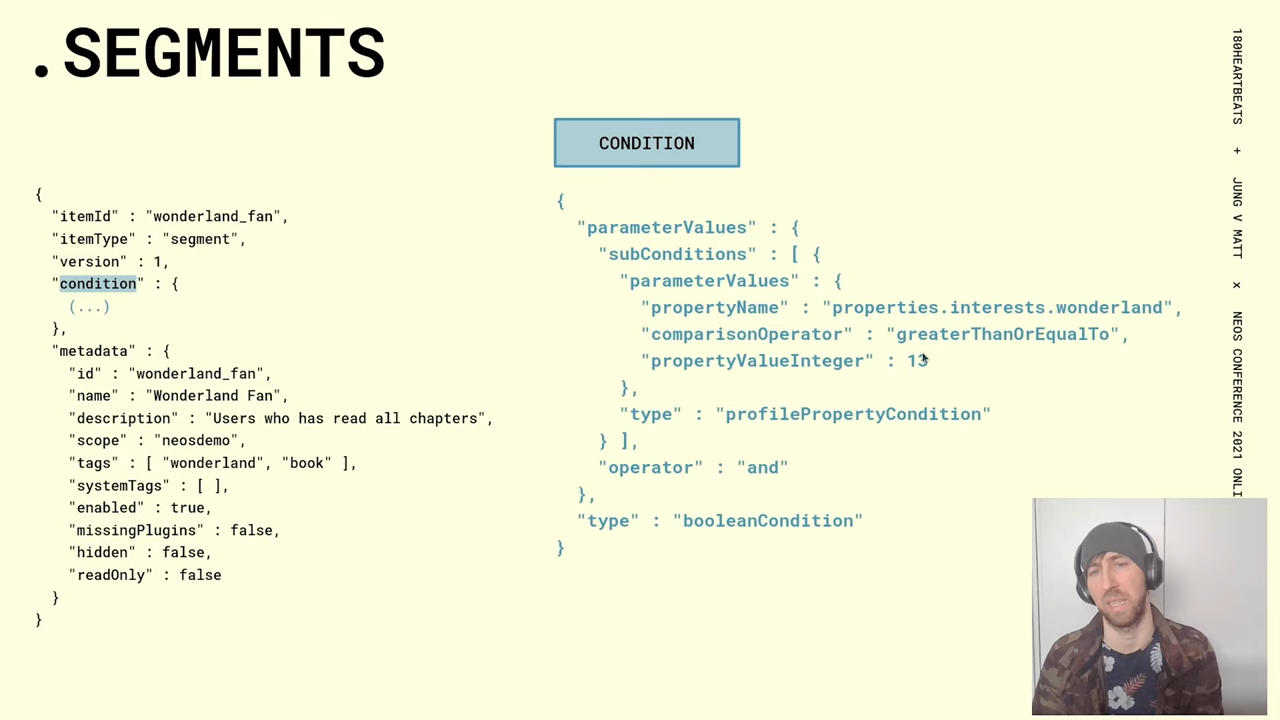 .SEGMENTS
CONDITION
{
"itemId" : "wonderland_fan",
"itemType" : "segment",
"version" : 1,
"condition" : {
(...)
},
"metadata" : {
"id" : "wonderland_fan",
"name" : "Wonderland Fan",
"description" : "Users who has read all chapters",
"scope" : "neosdemo",
"tags" : [ "wonderland", "book" ],
"systemTags" : [ ],
"enabled" : true,
"missingPlugins" : false,
"hidden" : false,
"readOnly" : false
}
}
{
"parameterValues" : {
"subConditions" : [ {
"parameterValues" : {
"propertyName" : "properties.interests.wonderland",
"comparisonOperator" : "greaterThanOrEqualTo",
"propertyValueInteger" : 13
},
"type" : "profilePropertyCondition"
} ],
"operator" : "and"
},
"type" : "booleanCondition"
}
180HEARTBEATS + JUNG V MATT x NEOS CONFERENCE 2021 ONLI